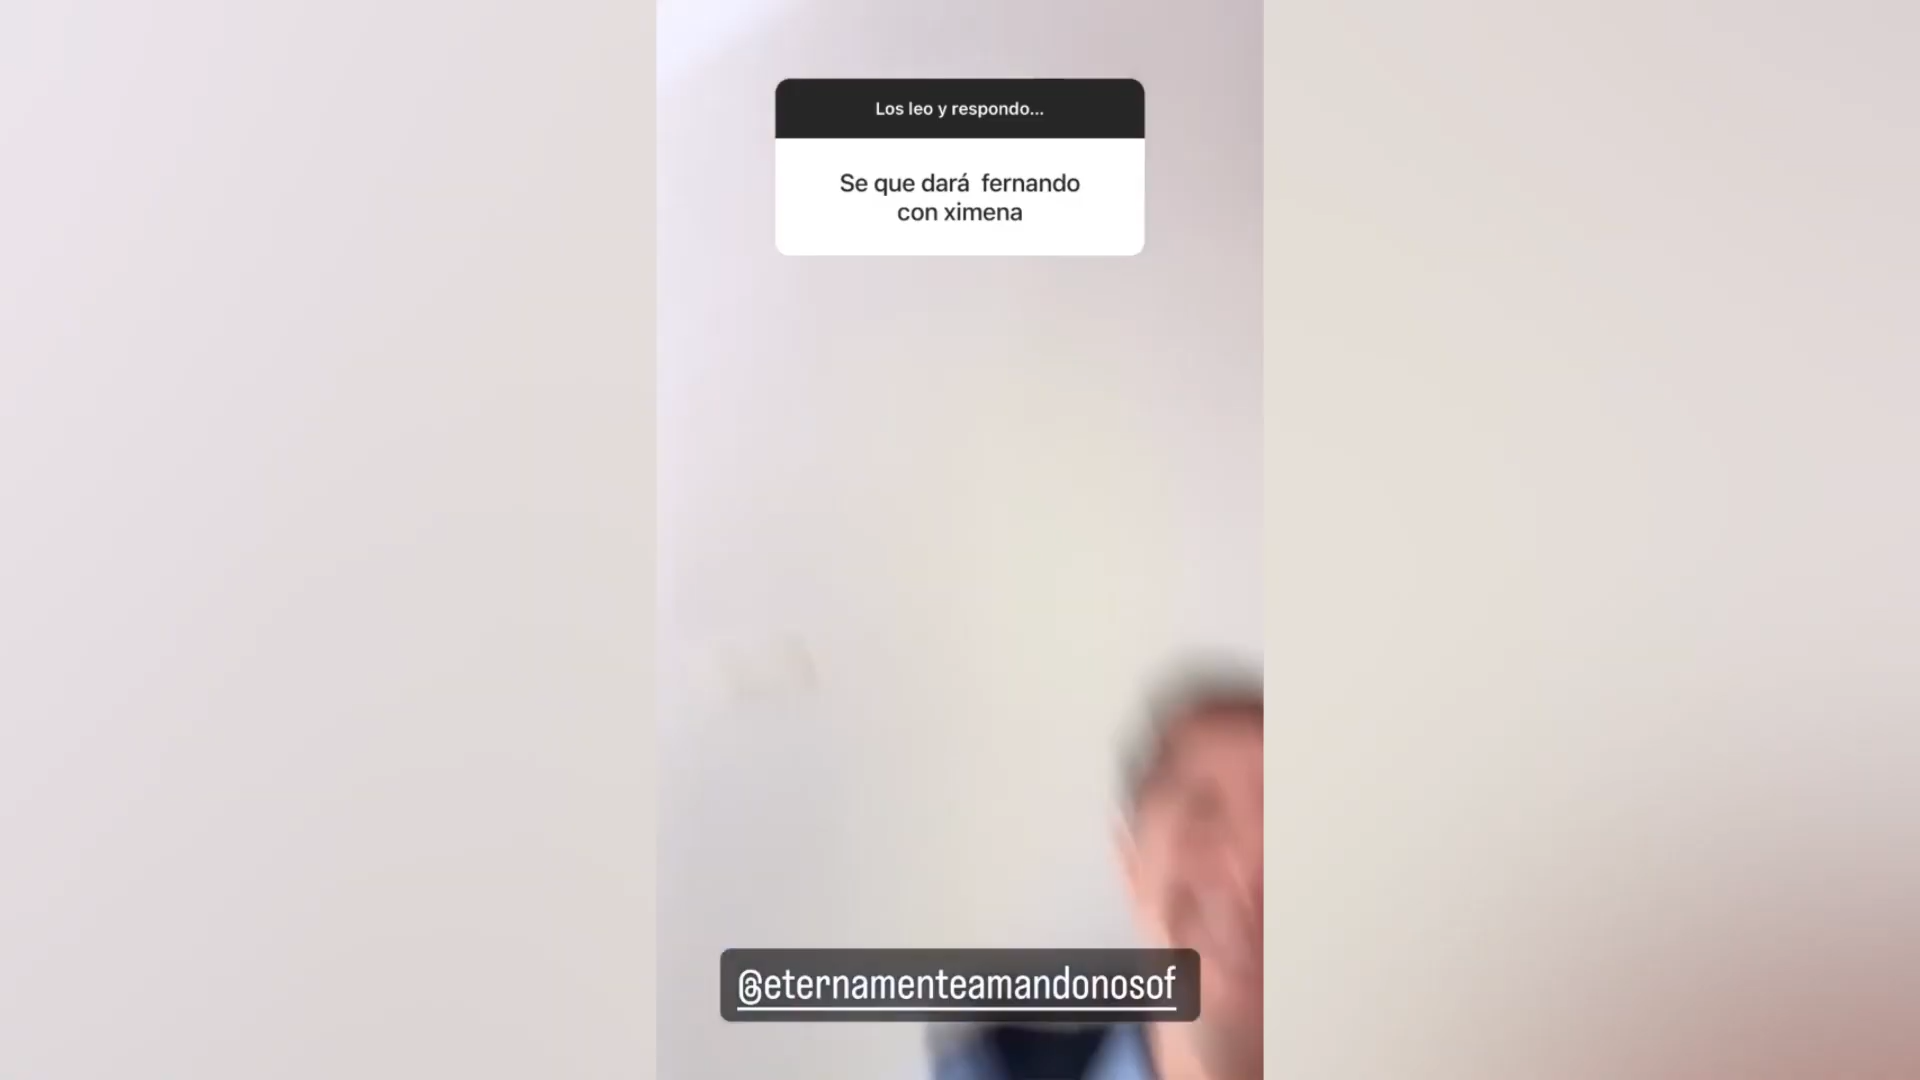 Los leo y respondo...
Se que dará  fernando
con ximena
@eternamenteamandonosof